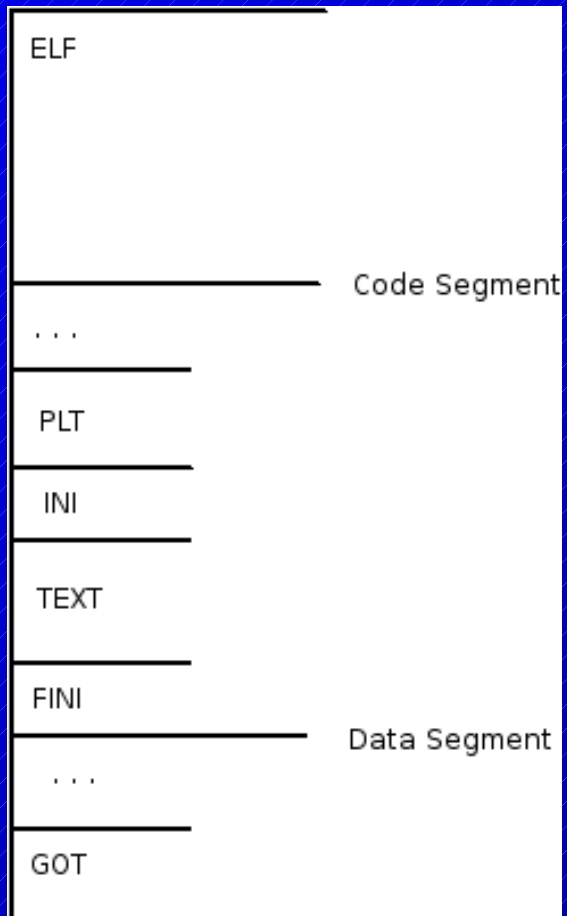 ELF
Code Segment
. . .
PLT
INI
TEXT
FINI
Data Segment
. . .
GOT